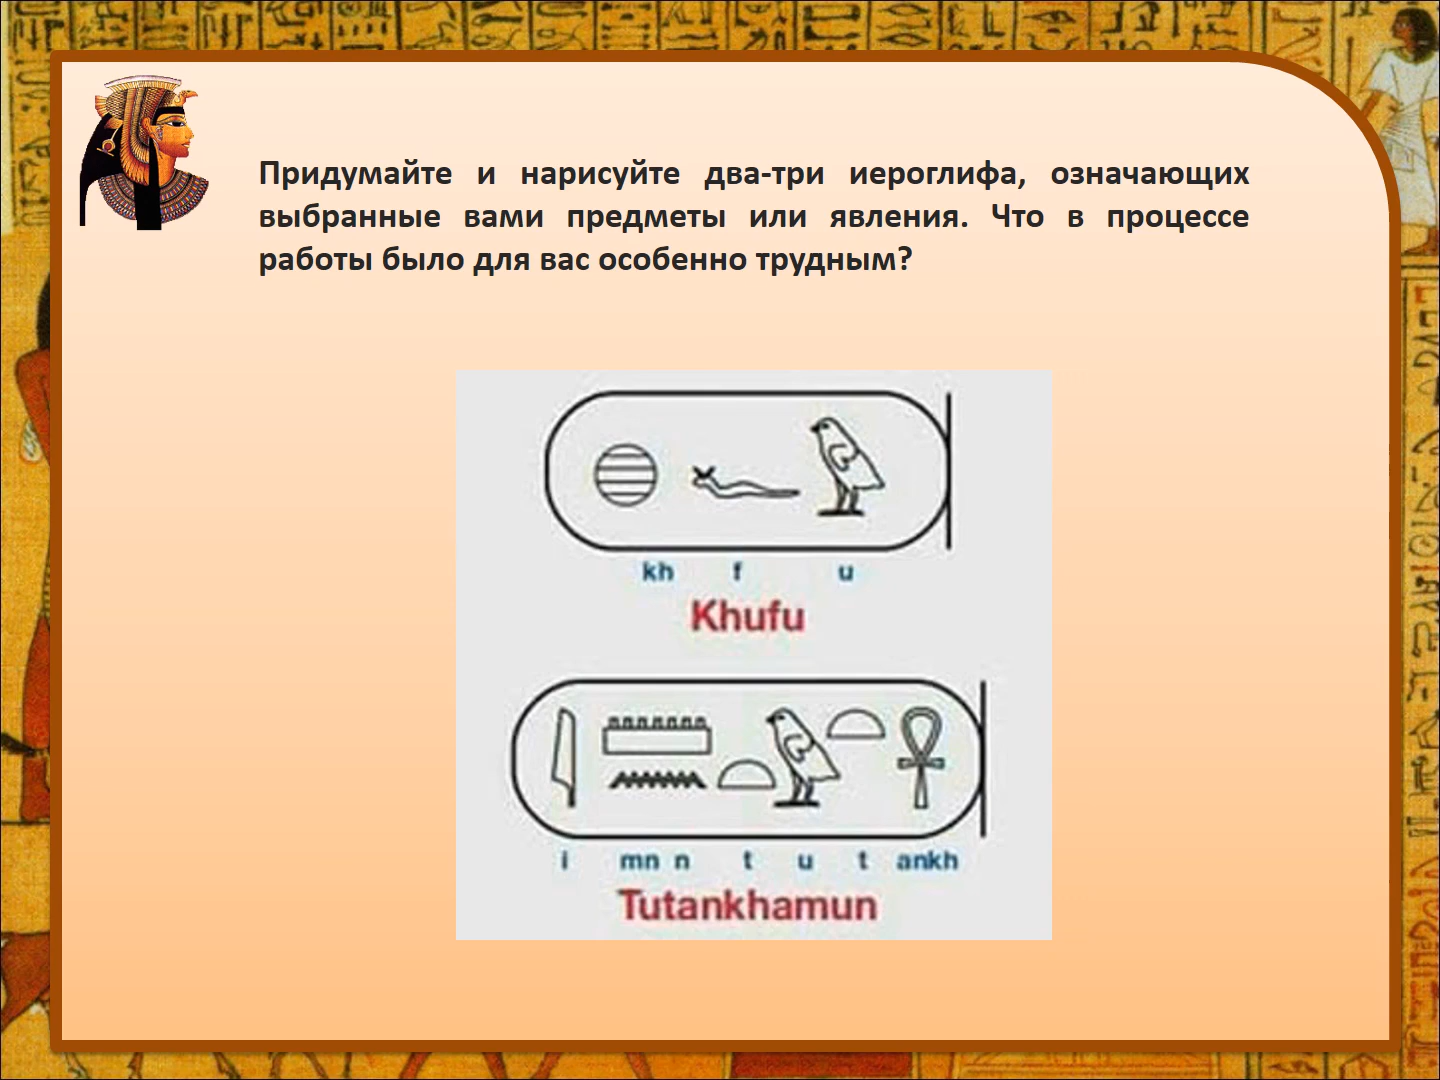 Придумайте и нарисуйте два-три иероглифа, означающих
выбранные вами предметы или явления. Что в процессе
работы было для вас особенно трудным?
kh f u
Khufu
i mn n t u t ankh
Tutankhamun